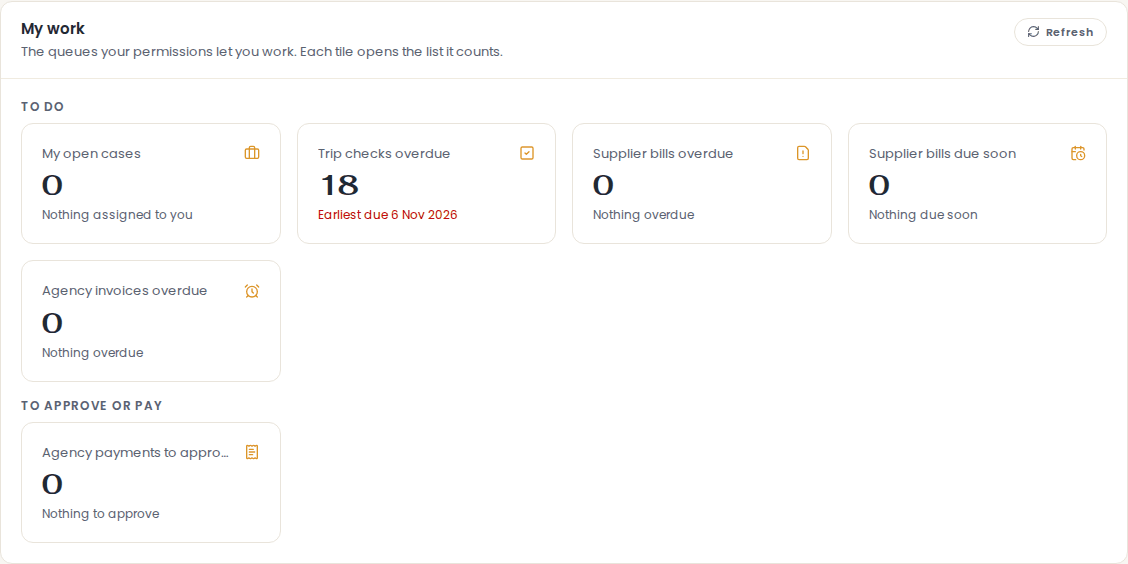 My work
The queues your permissions let you work. Each tile opens the list it counts.
Refresh
TO DO
My open cases
0
Nothing assigned to you
Trip checks overdue
18
Earliest due 6 Nov 2026
Supplier bills overdue
0
Nothing overdue
Supplier bills due soon
0
Nothing due soon
Agency invoices overdue
0
Nothing overdue
TO APPROVE OR PAY
Agency payments to appro...
0
Nothing to approve